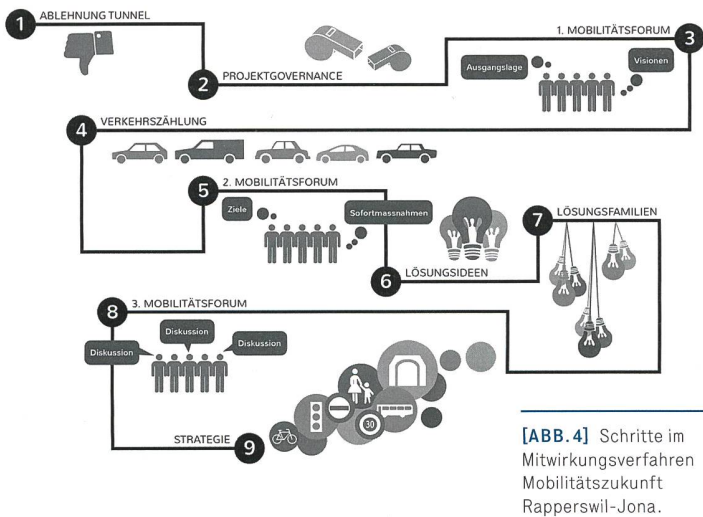 1 ABLEHNUNG TUNNEL
2 PROJEKTGOVERNANCE
1. MOBILITÄTSFORUM 3
Ausgangslage
Visionen
4 VERKEHRSZÄHLUNG
5 2. MOBILITÄTSFORUM
Ziele
Sofortmassnahmen
6 LÖSUNGSIDEEN
7 LÖSUNGSFAMILIEN
8 3. MOBILITÄTSFORUM
Diskussion
Diskussion
Diskussion
30
STRATEGIE 9
[ABB. 4] Schritte im
Mitwirkungsverfahren
Mobilitätszukunft
Rapperswil-Jona.